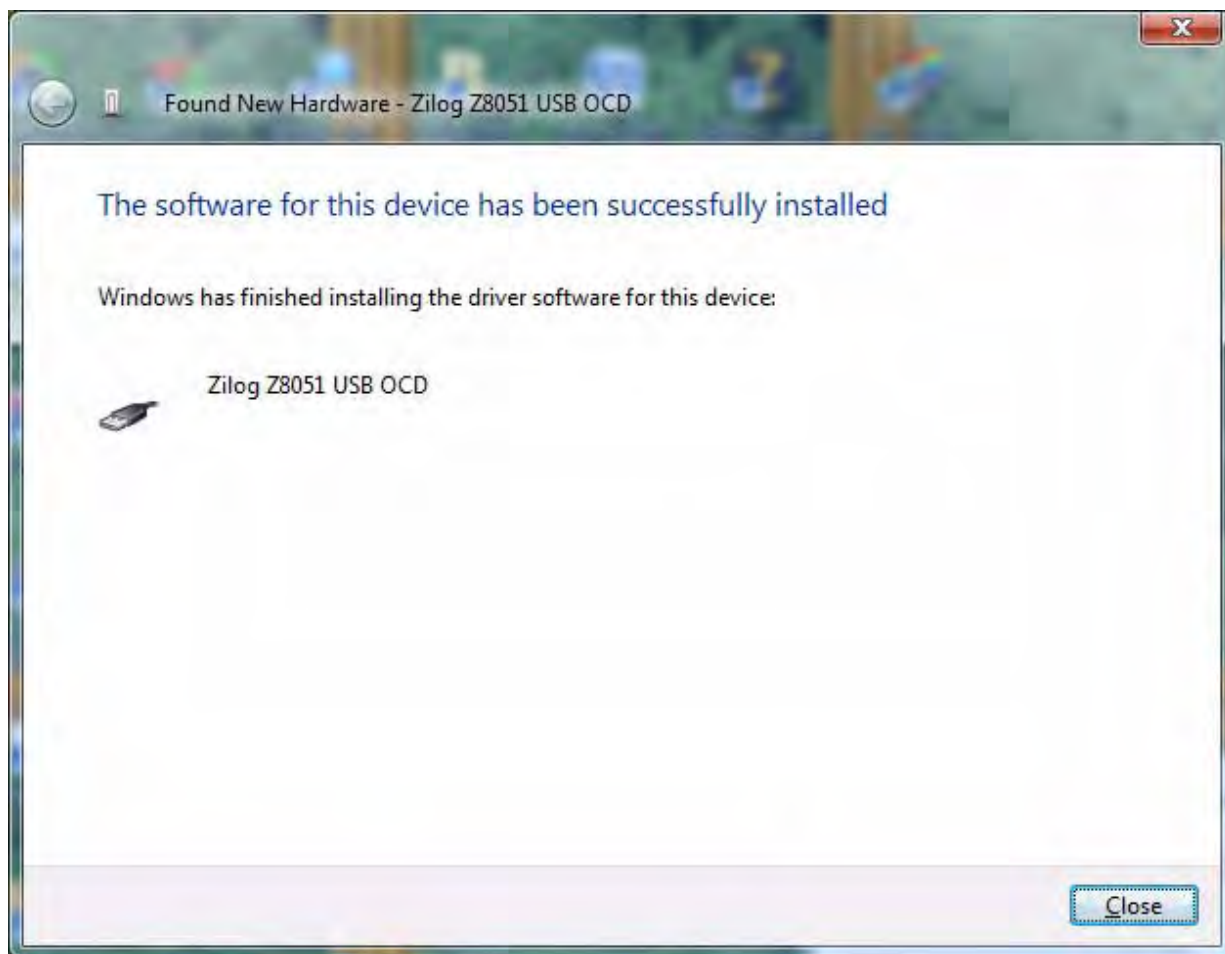 Found New Hardware - Zilog Z8051 USB OCD
The software for this device has been successfully installed
Windows has finished installing the driver software for this device:
Zilog Z8051 USB OCD
Close